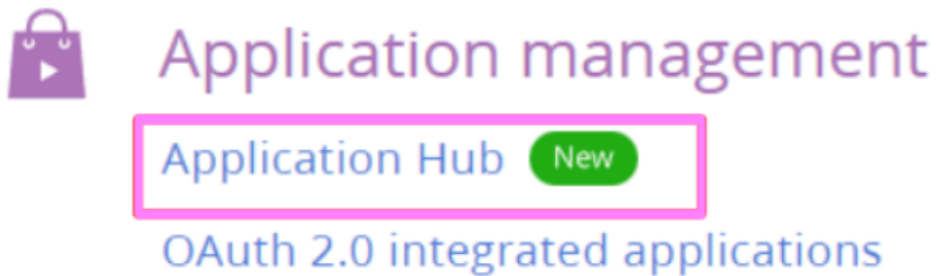 Application management
Application Hub New
OAuth 2.0 integrated applications